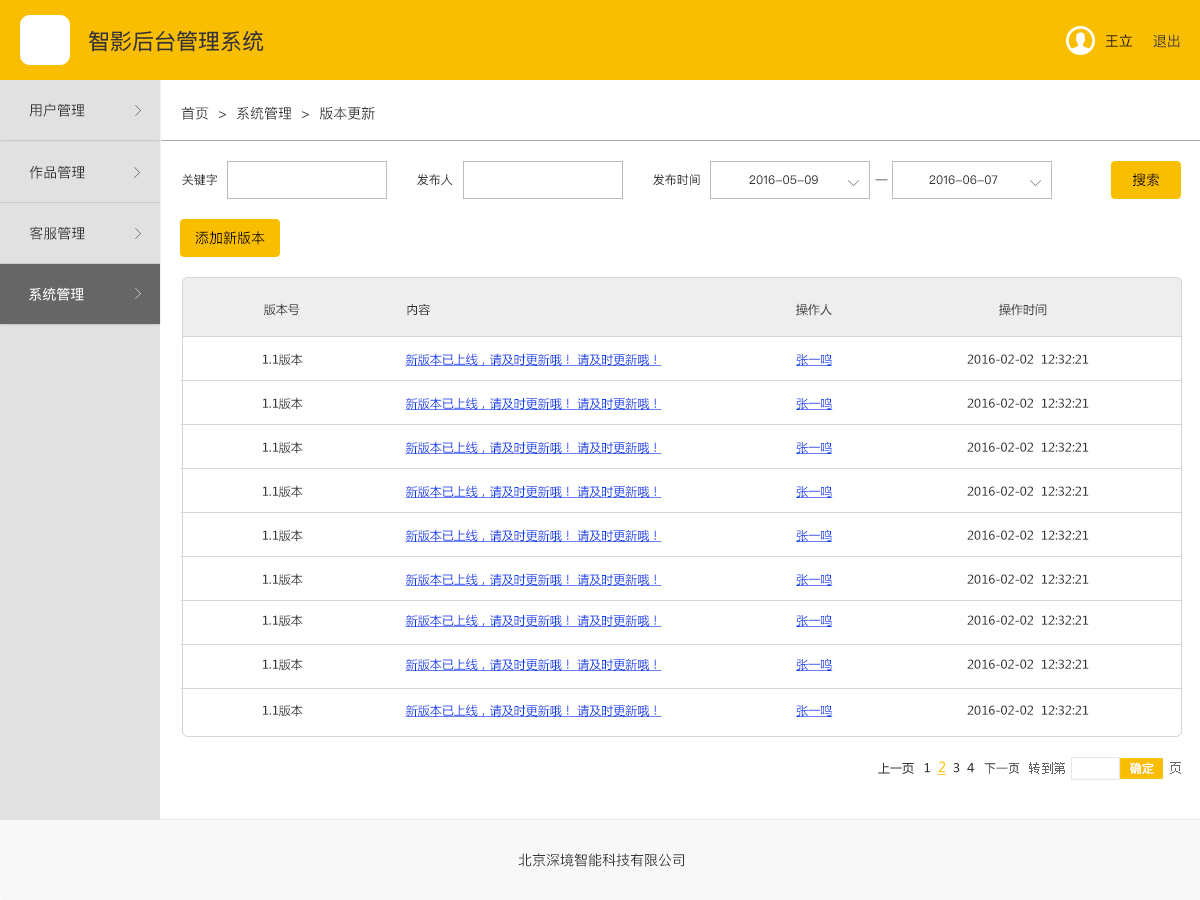 智影后台管理系统
王立 退出
用户管理
作品管理
客服管理
系统管理
首页 > 系统管理 > 版本更新
关键字 发布人 发布时间 2016-05-09 — 2016-06-07 搜索
添加新版本
版本号 内容 操作人 操作时间
1.1版本 新版本已上线，请及时更新哦！ 请及时更新哦！ 张一鸣 2016-02-02 12:32:21
1.1版本 新版本已上线，请及时更新哦！ 请及时更新哦！ 张一鸣 2016-02-02 12:32:21
1.1版本 新版本已上线，请及时更新哦！ 请及时更新哦！ 张一鸣 2016-02-02 12:32:21
1.1版本 新版本已上线，请及时更新哦！ 请及时更新哦！ 张一鸣 2016-02-02 12:32:21
1.1版本 新版本已上线，请及时更新哦！ 请及时更新哦！ 张一鸣 2016-02-02 12:32:21
1.1版本 新版本已上线，请及时更新哦！ 请及时更新哦！ 张一鸣 2016-02-02 12:32:21
1.1版本 新版本已上线，请及时更新哦！ 请及时更新哦！ 张一鸣 2016-02-02 12:32:21
1.1版本 新版本已上线，请及时更新哦！ 请及时更新哦！ 张一鸣 2016-02-02 12:32:21
1.1版本 新版本已上线，请及时更新哦！ 请及时更新哦！ 张一鸣 2016-02-02 12:32:21
上一页 1 2 3 4 下一页 转到第 确定 页
北京深境智能科技有限公司